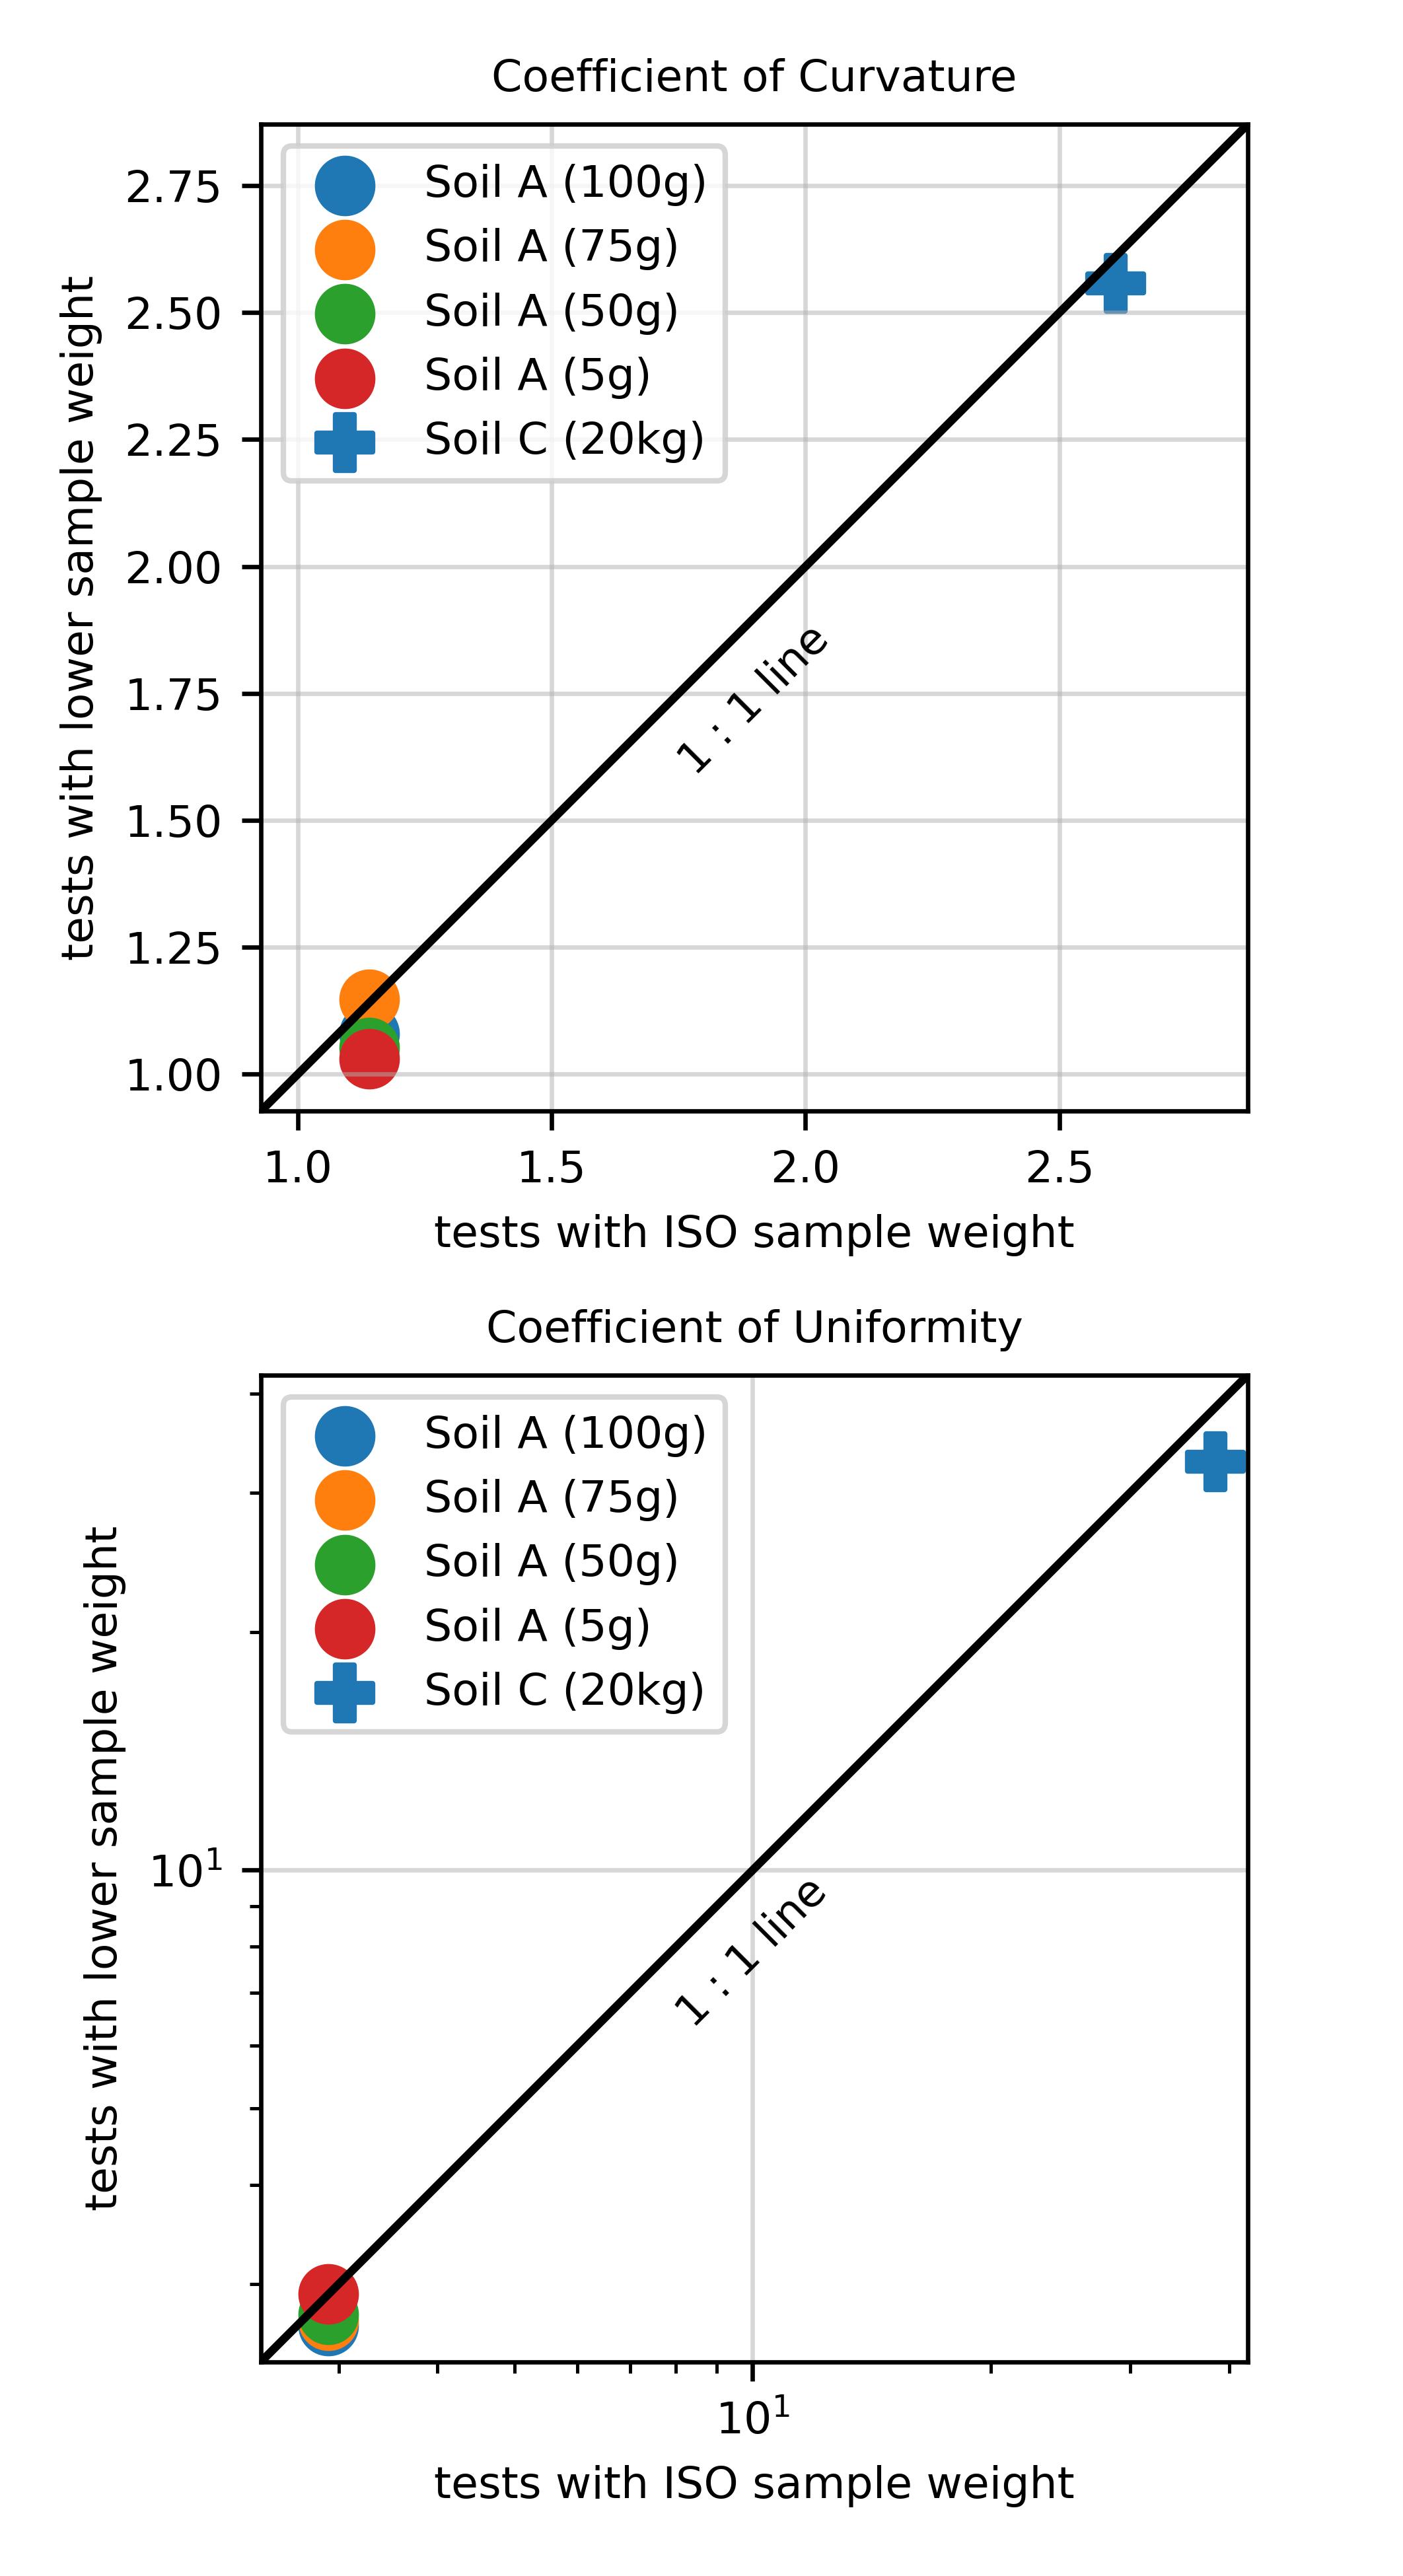 Coefficient of Curvature
Soil A (100g)
Soil A (75g)
Soil A (50g)
Soil A (5g)
Soil C (20kg)
2.75
2.50
2.25
2.00
1.75
1.50
1.25
1.00
tests with lower sample weight
1 : 1 line
1.0 1.5 2.0 2.5
tests with ISO sample weight
Coefficient of Uniformity
Soil A (100g)
Soil A (75g)
Soil A (50g)
Soil A (5g)
Soil C (20kg)
10¹
tests with lower sample weight
1 : 1 line
10¹
tests with ISO sample weight